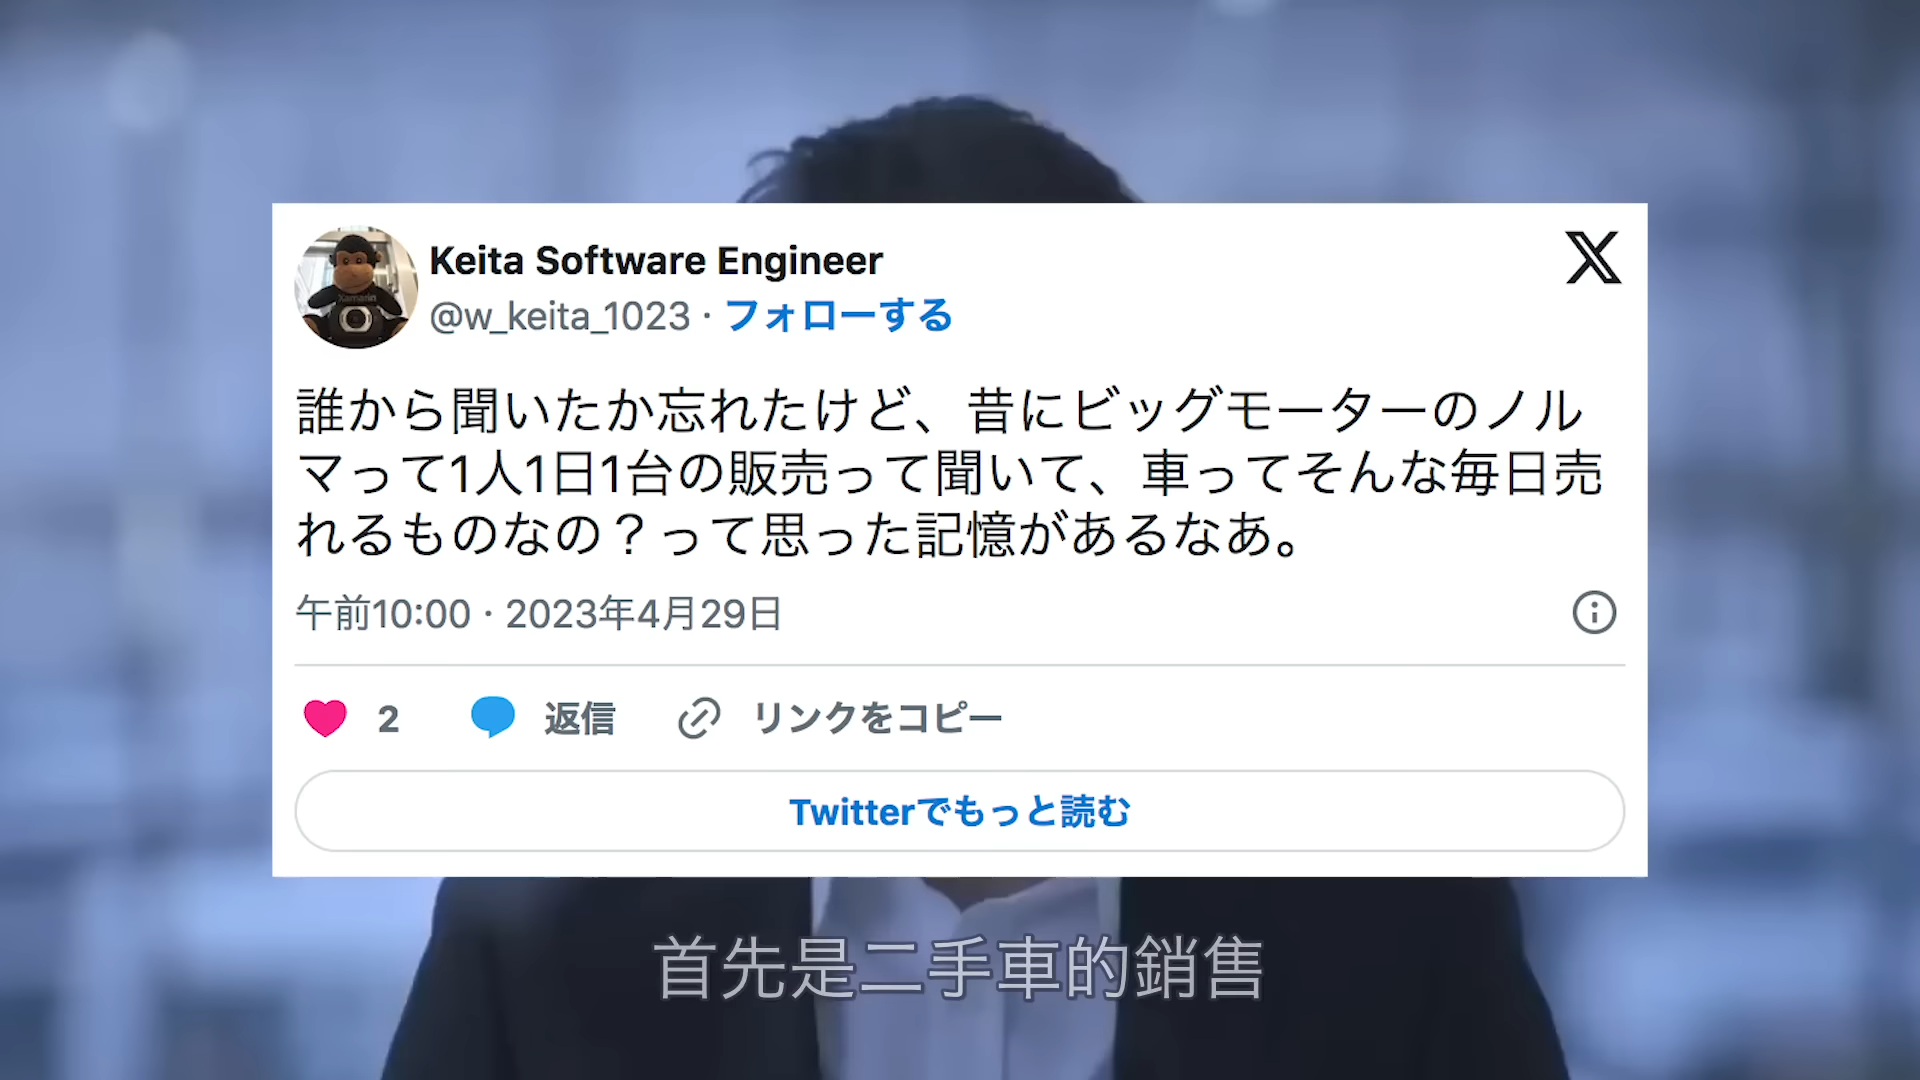 Keita Software Engineer
@w_keita_1023 · フォローする
誰から聞いたか忘れたけど、昔にビッグモーターのノル
マって1人1日1台の販売って聞いて、車ってそんな毎日売
れるものなの？って思った記憶があるなあ。
午前10:00 · 2023年4月29日
2 返信 リンクをコピー
Twitterでもっと読む
首先是二手車的銷售